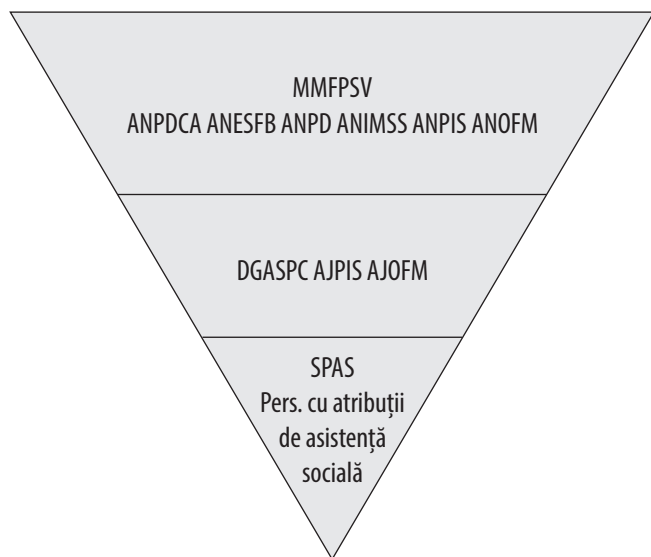 MMFPSV
ANPDCA ANESFB ANPD ANIMSS ANPIS ANOFM
DGASPC AJPIS AJOFM
SPAS
Pers. cu atribuții
de asistență
socială